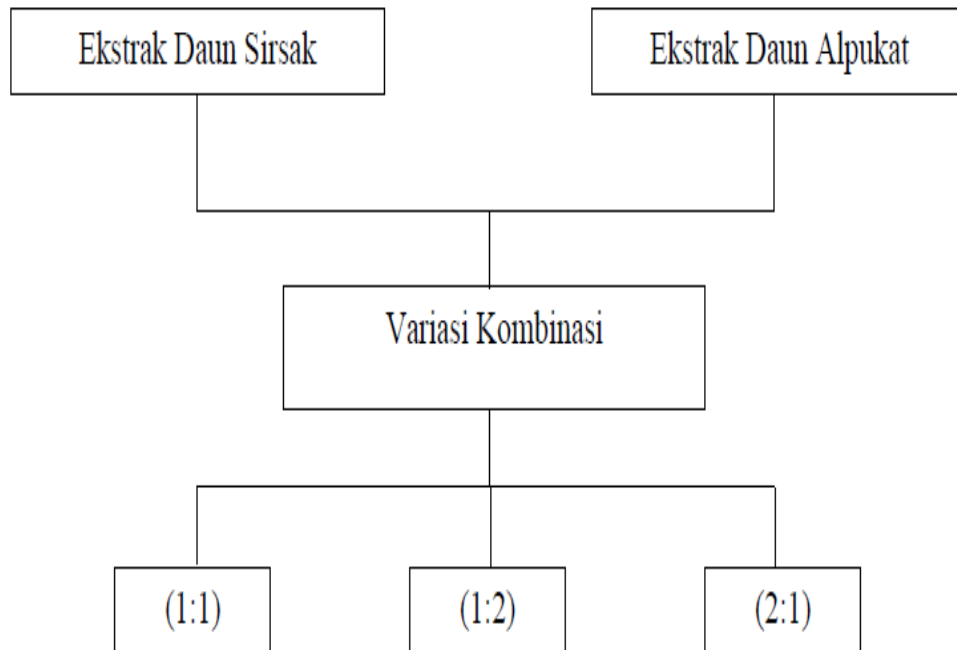 Ekstrak Daun Sirsak
Ekstrak Daun Alpukat
Variasi Kombinasi
(1:1)
(1:2)
(2:1)